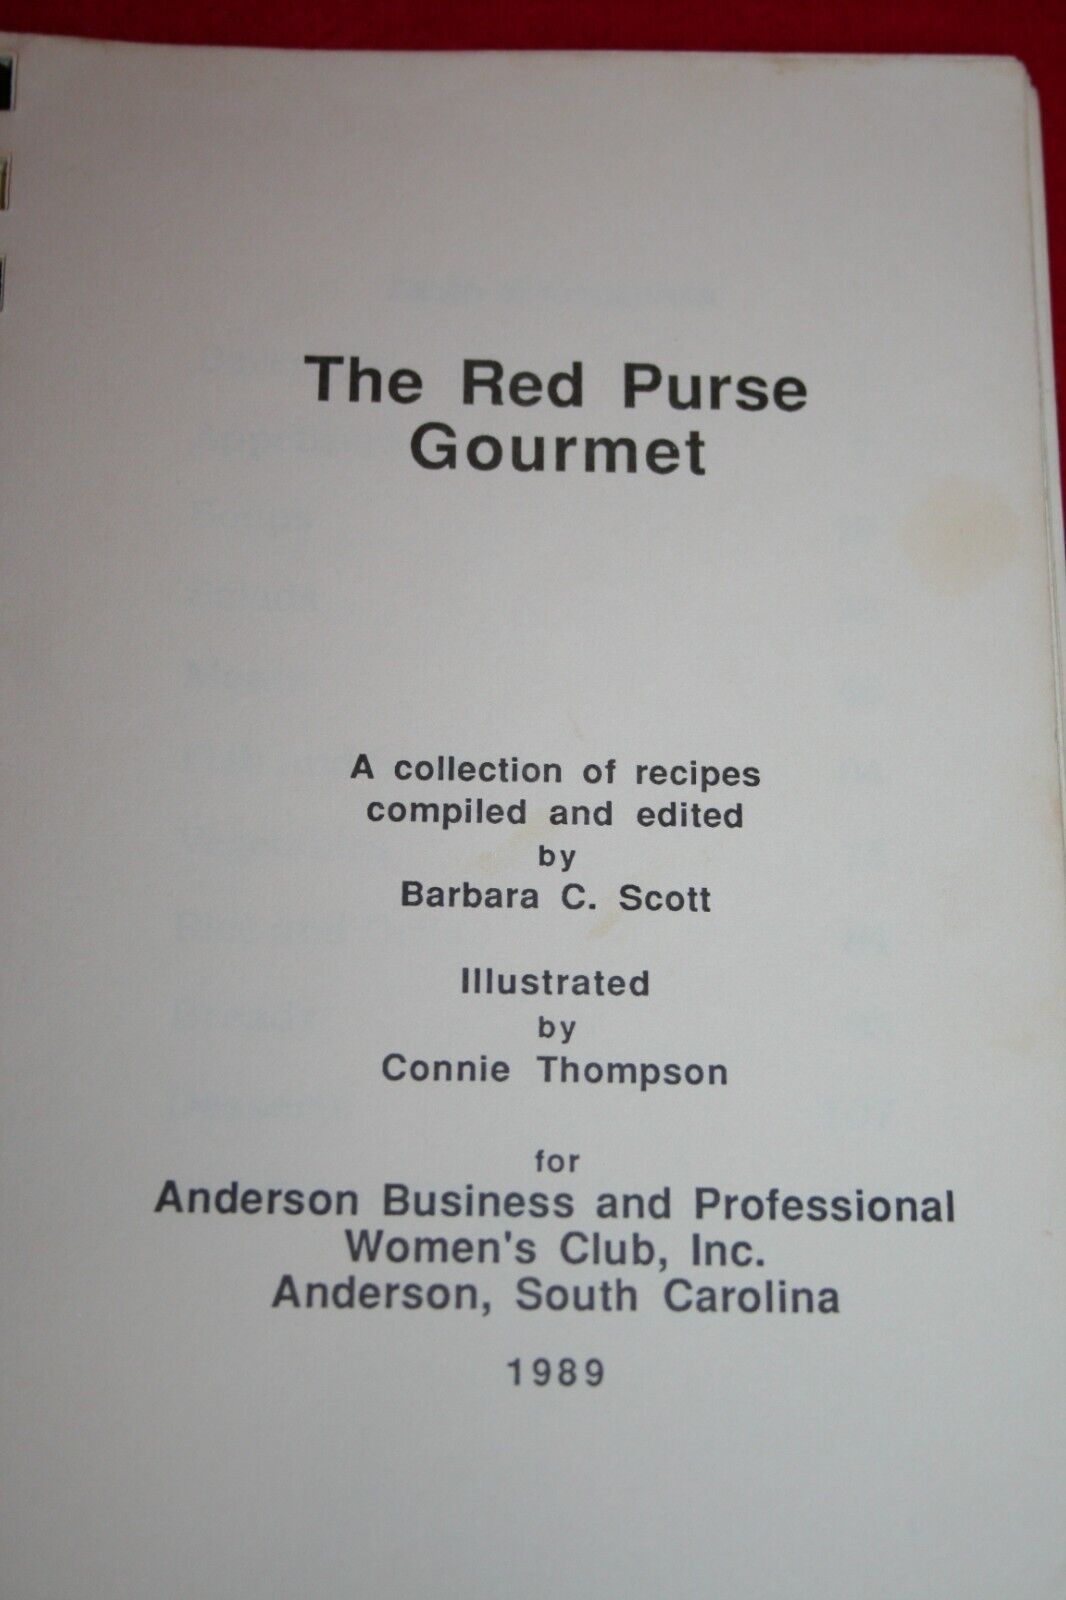 The Red Purse
Gourmet
A collection of recipes
compiled and edited
by
Barbara C. Scott
Illustrated
by
Connie Thompson
for
Anderson Business and Professional
Women's Club, Inc.
Anderson, South Carolina
1989